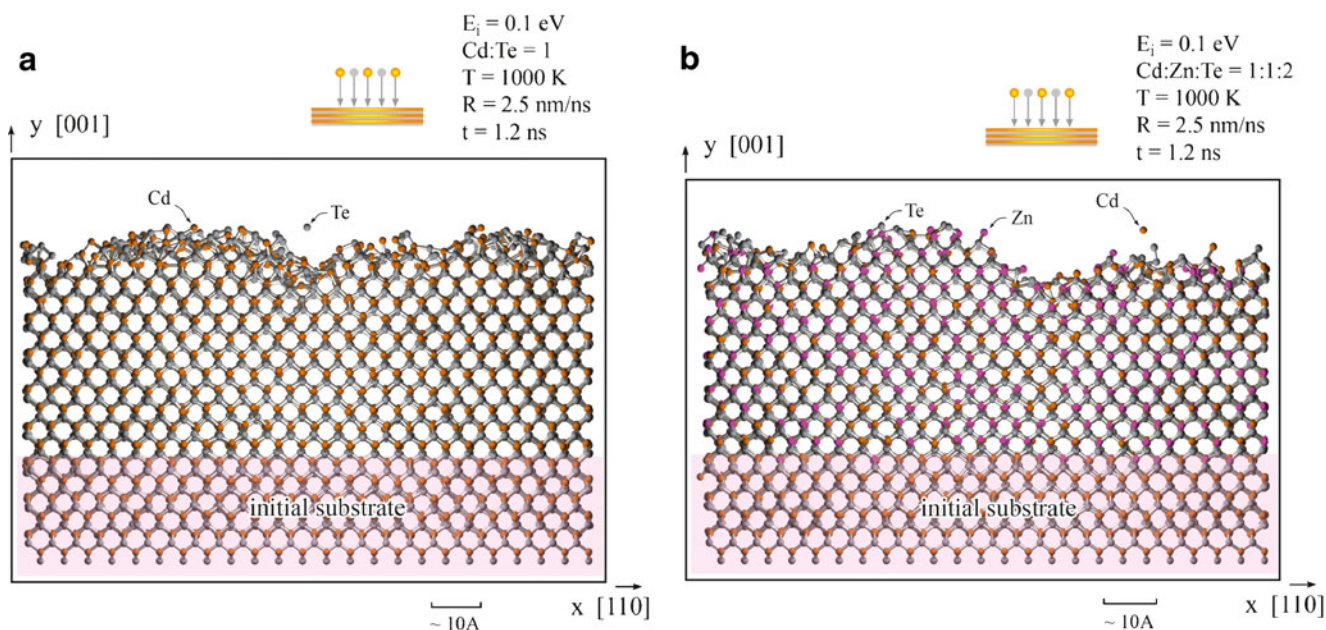 a
E_i = 0.1 eV
Cd:Te = 1
T = 1000 K
R = 2.5 nm/ns
t = 1.2 ns
y [001]
Cd
Te
initial substrate
x [110]
~ 10A
b
E_i = 0.1 eV
Cd:Zn:Te = 1:1:2
T = 1000 K
R = 2.5 nm/ns
t = 1.2 ns
y [001]
Te
Zn
Cd
initial substrate
x [110]
~ 10A